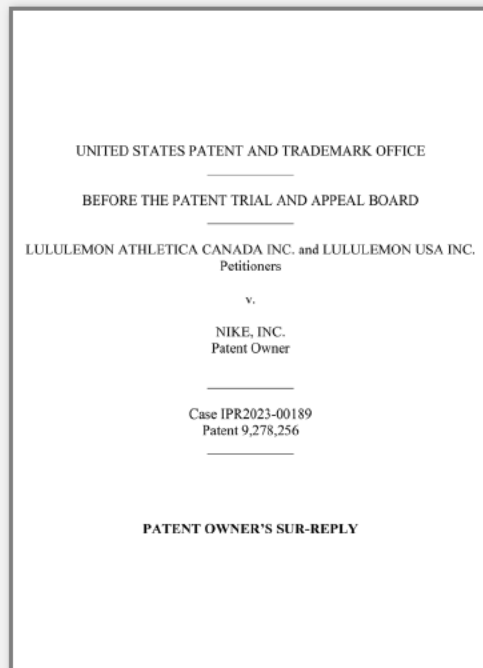 UNITED STATES PATENT AND TRADEMARK OFFICE
BEFORE THE PATENT TRIAL AND APPEAL BOARD
LULULEMON ATHLETICA CANADA INC. and LULULEMON USA INC.
Petitioners
v.
NIKE, INC.
Patent Owner
Case IPR2023-00189
Patent 9,278,256
PATENT OWNER'S SUR-REPLY